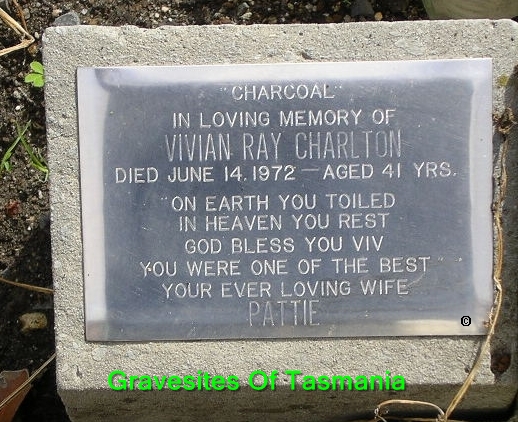 "CHARCOAL"
IN LOVING MEMORY OF
VIVIAN RAY CHARLTON
DIED JUNE 14. 1972 — AGED 41 YRS.
"ON EARTH YOU TOILED
IN HEAVEN YOU REST
GOD BLESS YOU VIV
YOU WERE ONE OF THE BEST"
YOUR EVER LOVING WIFE
PATTIE
©
Gravesites Of Tasmania